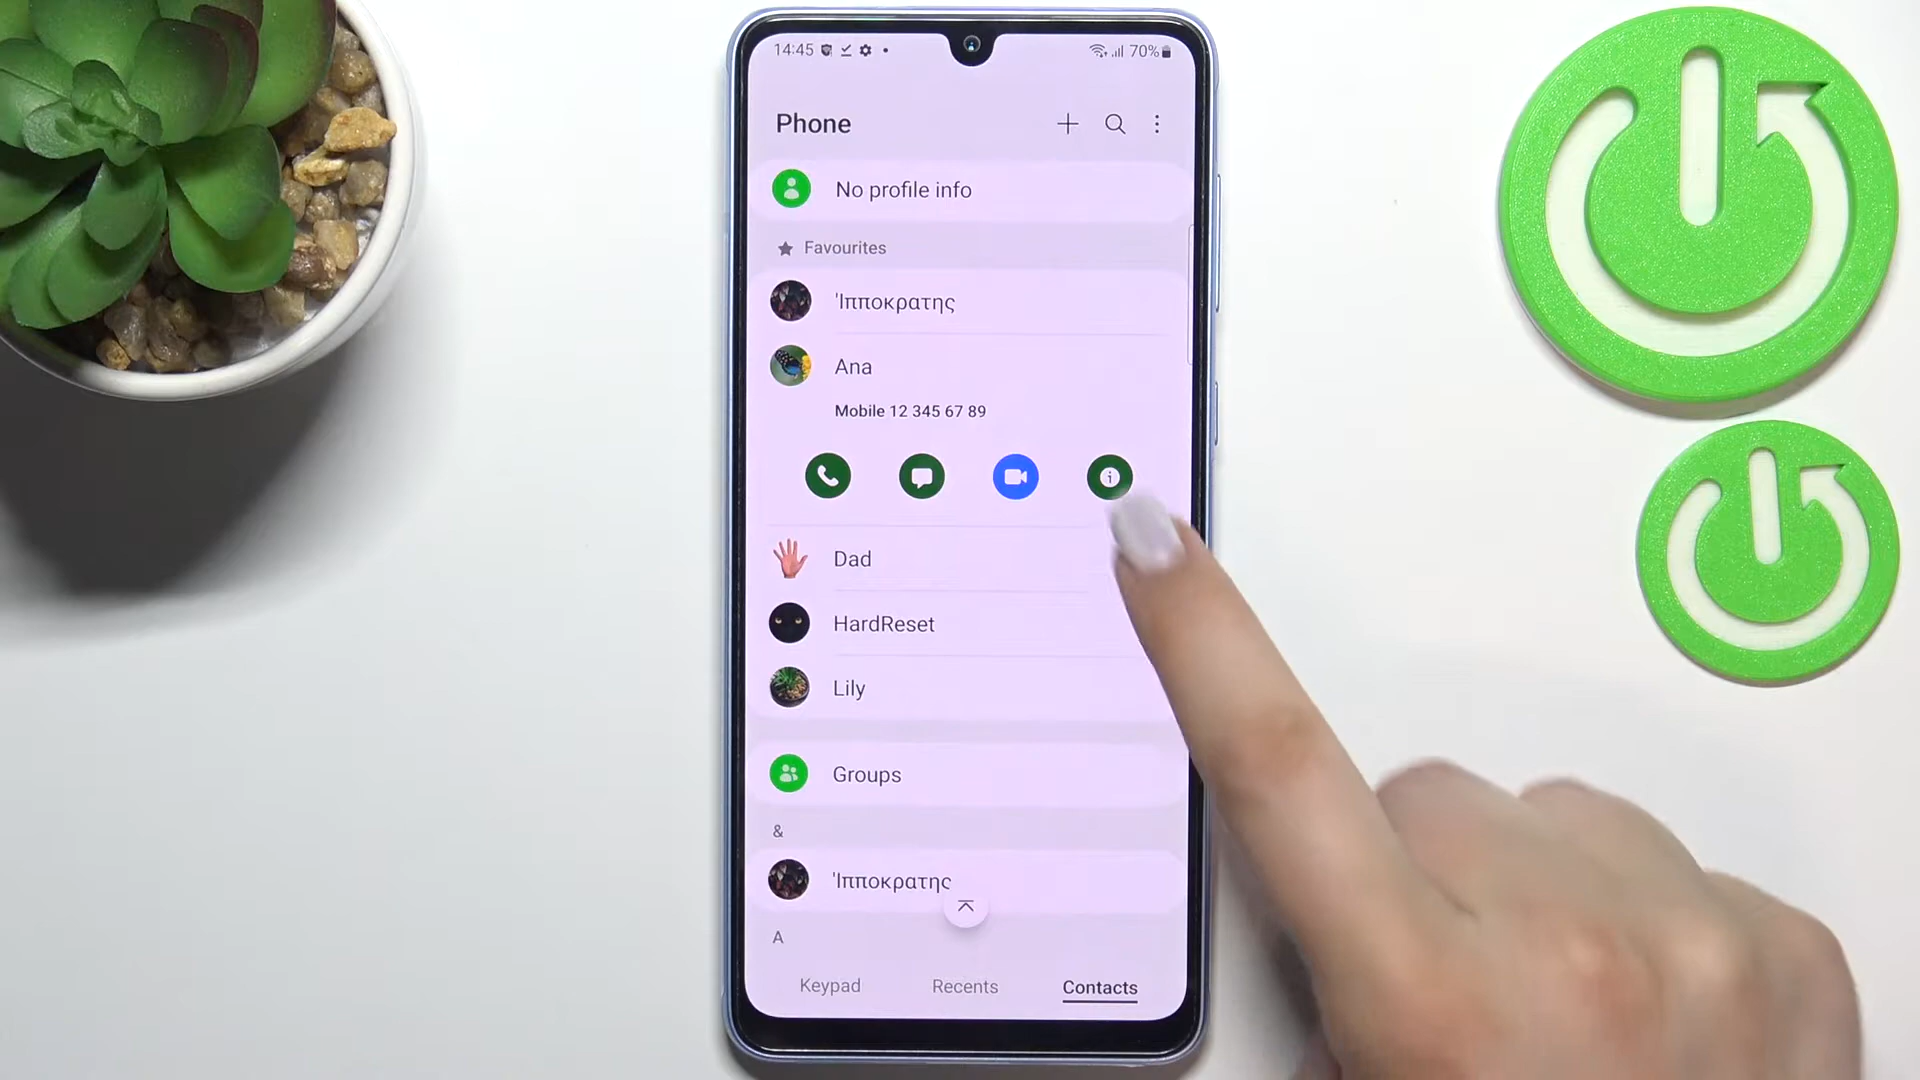 14:45
70%
Phone
No profile info
Favourites
'Ιπποκρατης
Ana
Mobile 12 345 67 89
Dad
HardReset
Lily
Groups
&
'Ιπποκρατης
A
Keypad
Recents
Contacts